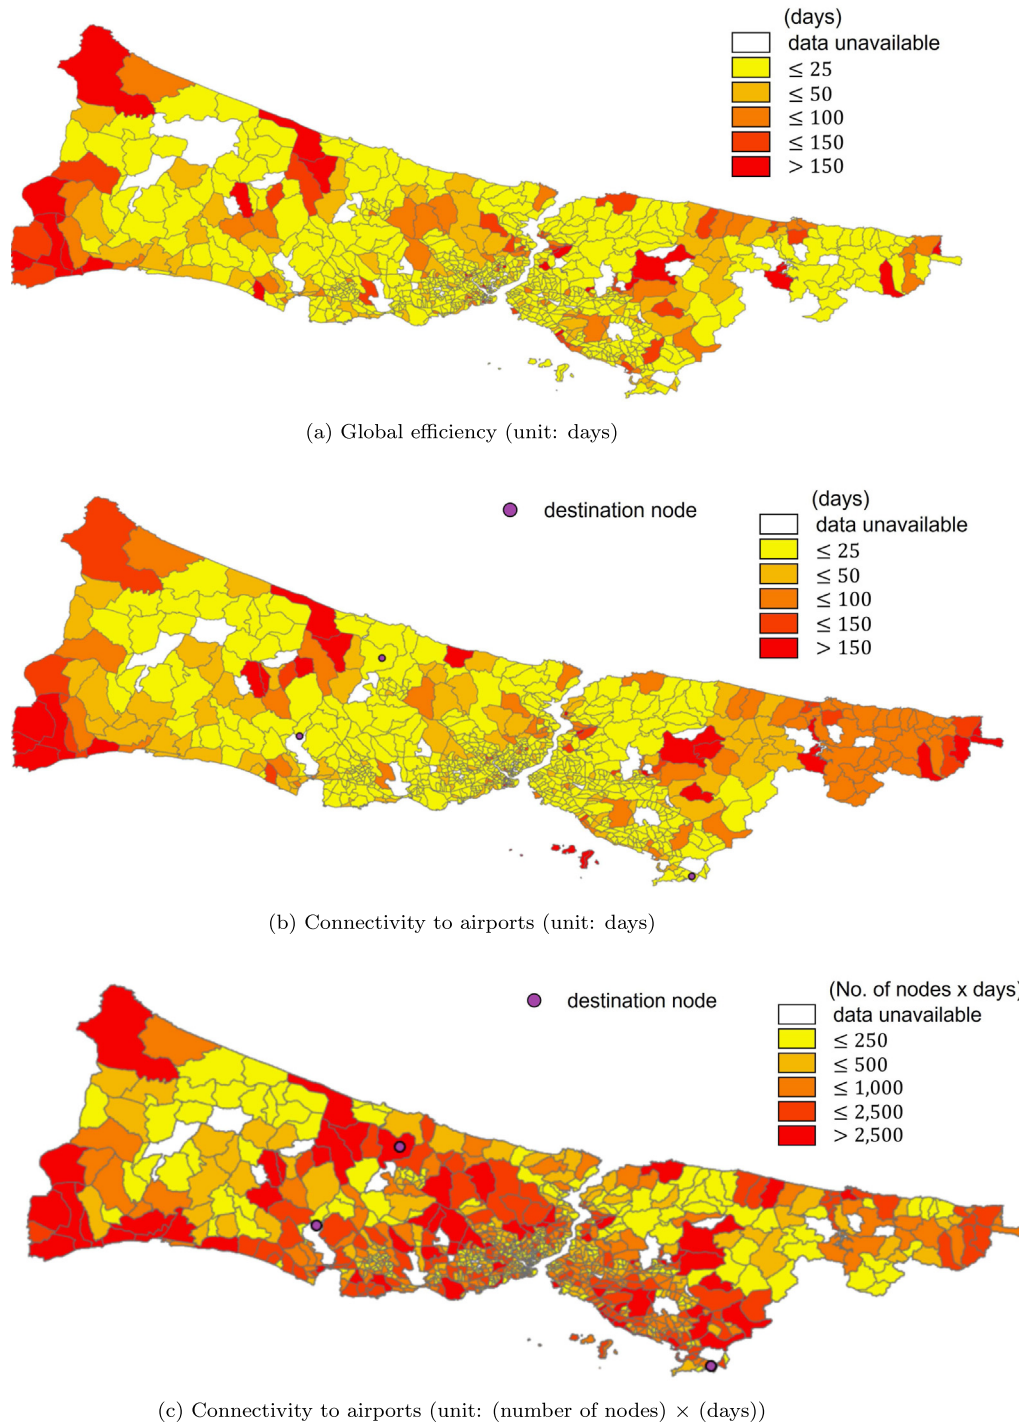 (days)
data unavailable
≤ 25
≤ 50
≤ 100
≤ 150
> 150
(a) Global efficiency (unit: days)
destination node
(days)
data unavailable
≤ 25
≤ 50
≤ 100
≤ 150
> 150
(b) Connectivity to airports (unit: days)
destination node
(No. of nodes x days)
data unavailable
≤ 250
≤ 500
≤ 1,000
≤ 2,500
> 2,500
(c) Connectivity to airports (unit: (number of nodes) × (days))